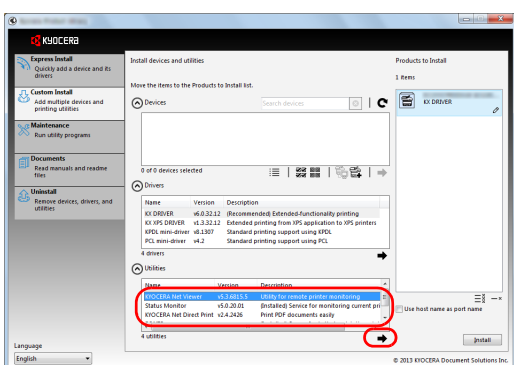 KYOCERA
Express Install
Quickly add a device and its
drivers
Custom Install
Add multiple devices and
printing utilities
Maintenance
Run utility programs
Documents
Read manuals and readme
files
Uninstall
Remove devices, drivers, and
utilities
Language
English
Install devices and utilities
Move the items to the Products to Install list.
Devices
Search devices
0 of 0 devices selected
Drivers
Name Version Description
KX DRIVER v6.0.32.12 (Recommended) Extended-functionality printing
KX XPS DRIVER v1.3.32.12 Extended printing from XPS application to XPS printers
KPDL mini-driver v8.1307 Standard printing support using KPDL
PCL mini-driver v4.2 Standard printing support using PCL
4 drivers
Utilities
Name Version Description
KYOCERA Net Viewer v5.3.6815.5 Utility for remote printer monitoring
Status Monitor v5.0.20.01 (Installed) Service for monitoring current pri
KYOCERA Net Direct Print v2.4.2426 Print PDF documents easily
4 utilities
Products to Install
1 items
KX DRIVER
Use host name as port name
Install
© 2013 KYOCERA Document Solutions Inc.